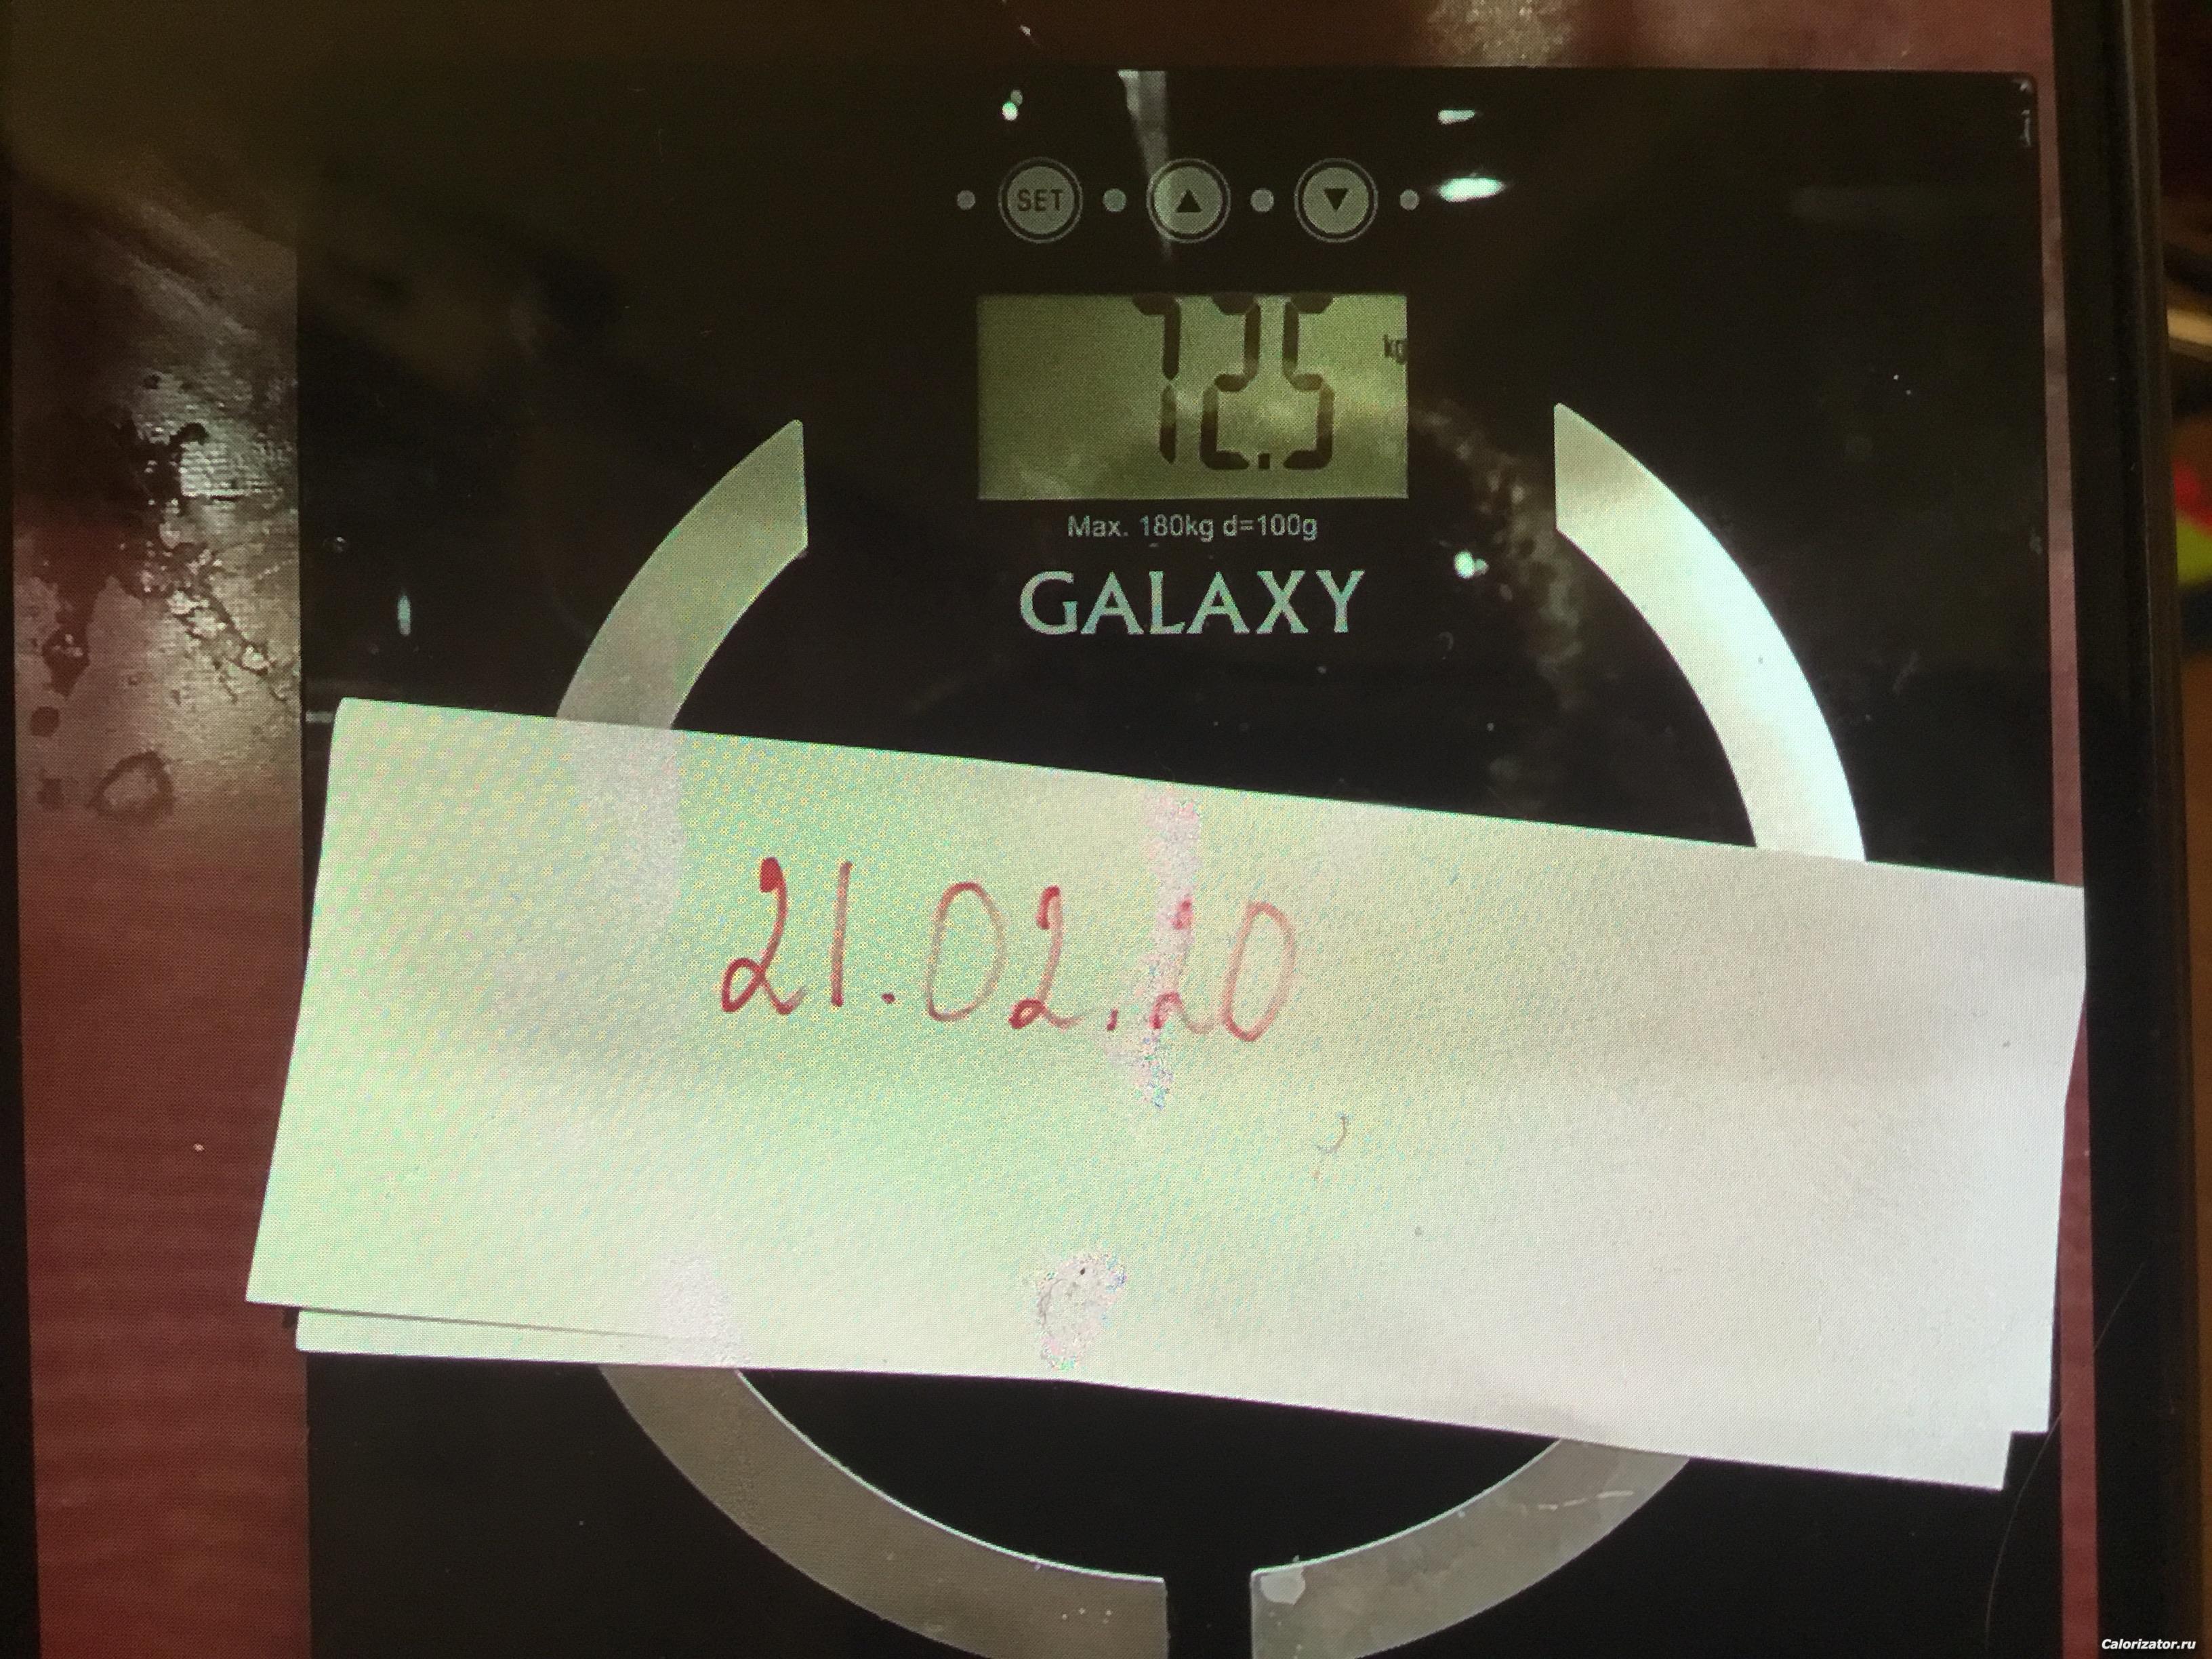 SET ▲ ▼
72.5 kg
Max. 180kg d=100g
GALAXY
21.02.20
Calorizator.ru